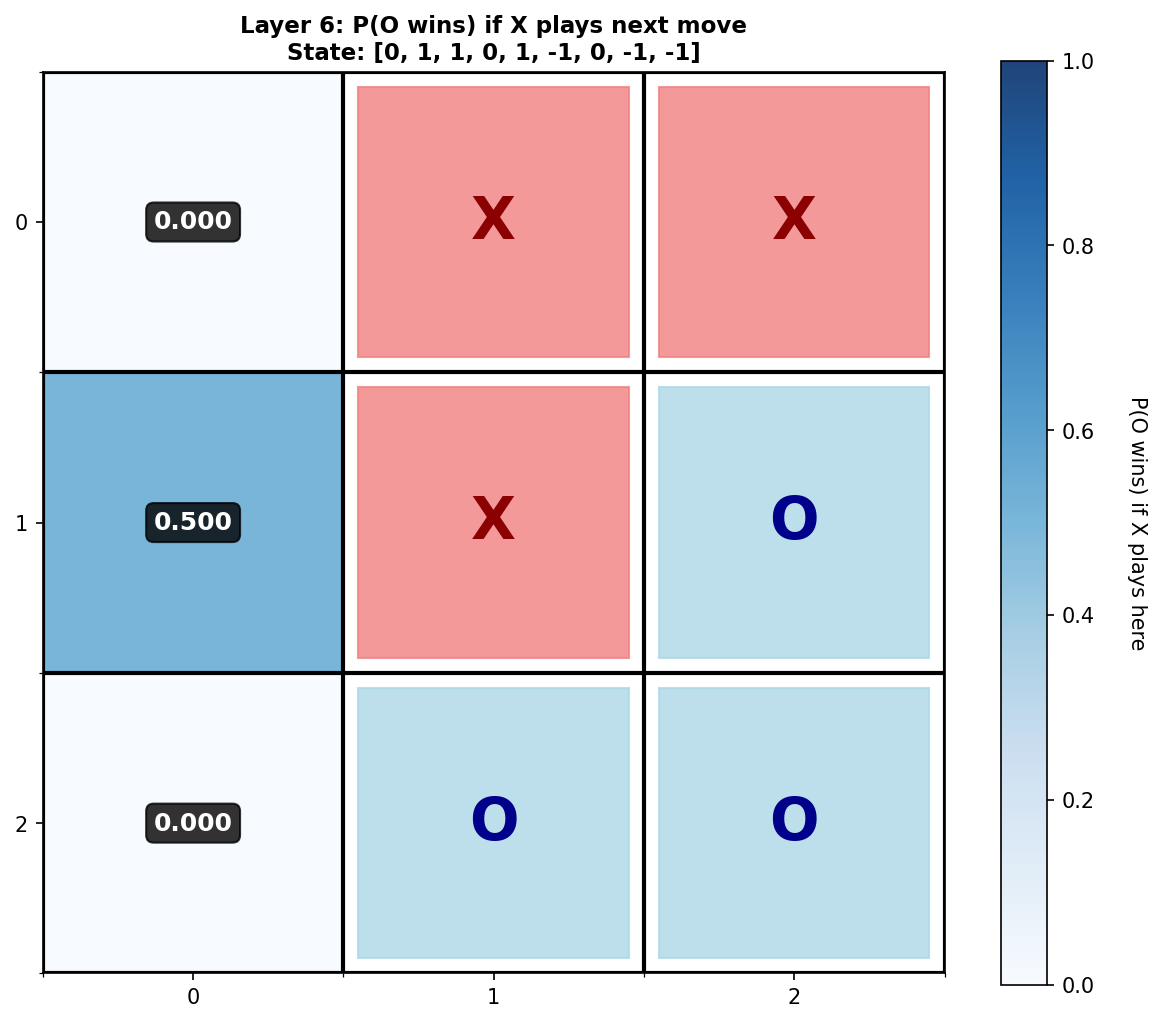 Layer 6: P(O wins) if X plays next move
State: [0, 1, 1, 0, 1, -1, 0, -1, -1]
0
0.000
X
X
1
0.500
X
O
2
0.000
O
O
0
1
2
1.0
0.8
0.6
0.4
0.2
0.0
P(O wins) if X plays here